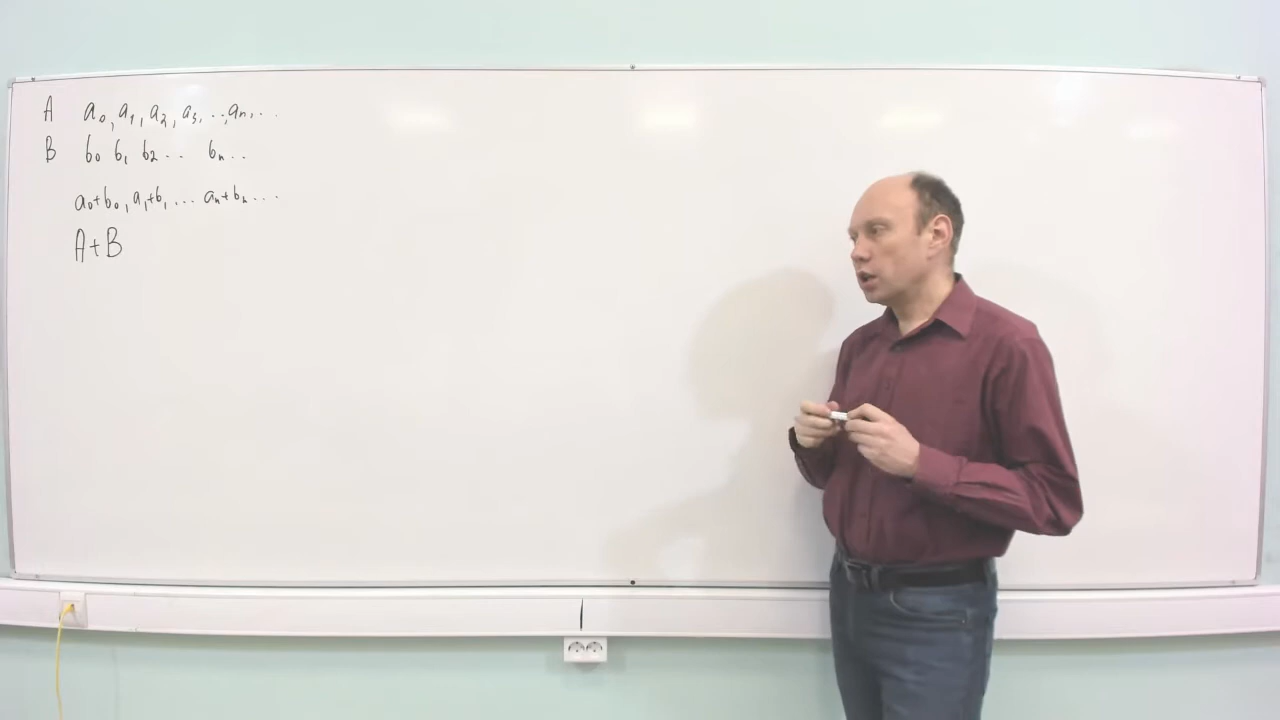 A a₀, a₁, a₂, a₃, ..., aₙ, ...
B b₀ b₁ b₂ ... bₙ ..
a₀+b₀, a₁+b₁, ... aₙ+bₙ ...
A+B